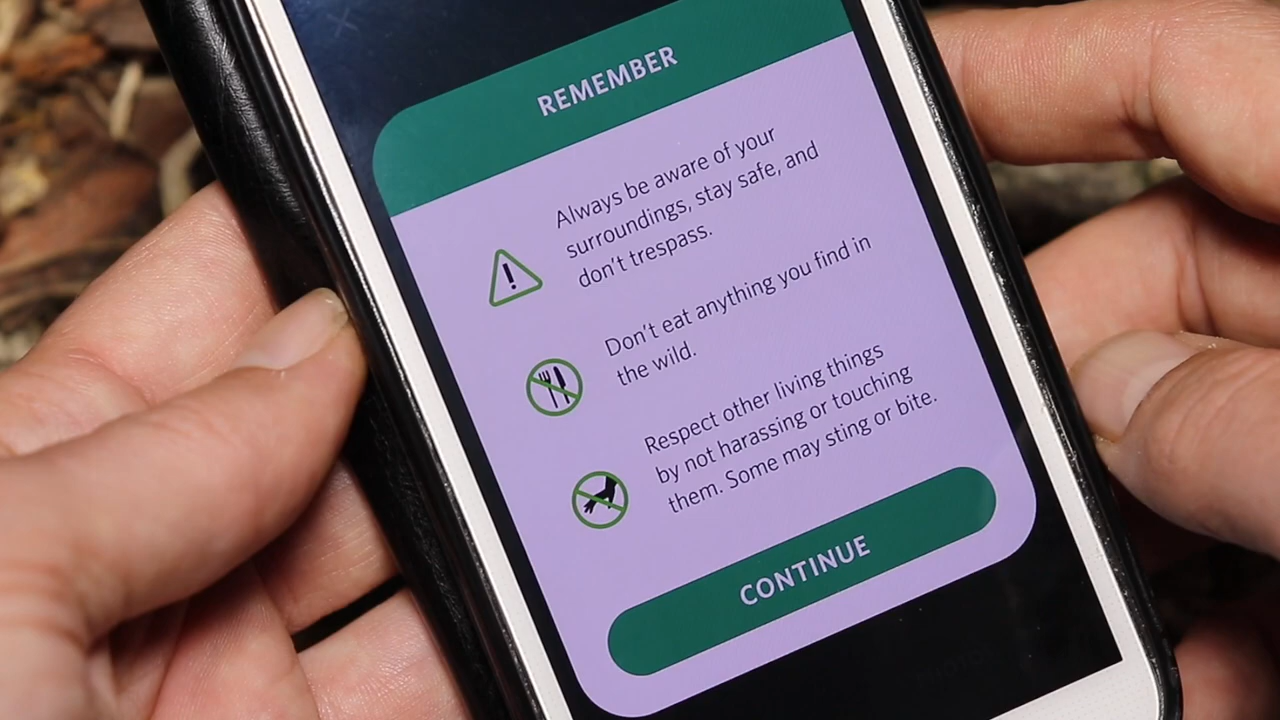 REMEMBER
Always be aware of your
surroundings, stay safe, and
don't trespass.
Don't eat anything you find in
the wild.
Respect other living things
by not harassing or touching
them. Some may sting or bite.
CONTINUE